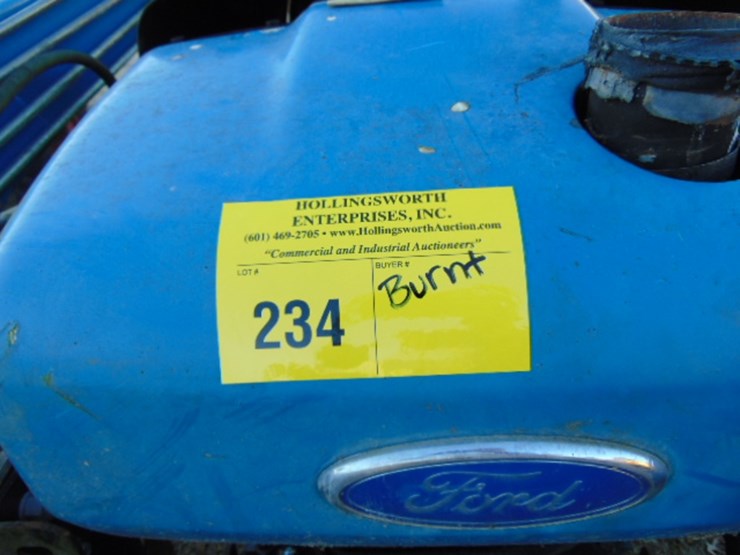 HOLLINGSWORTH
ENTERPRISES, INC.
(601) 469-2705 • www.HollingsworthAuction.com
"Commercial and Industrial Auctioneers"
LOT #
234
BUYER #
Burnt
Ford